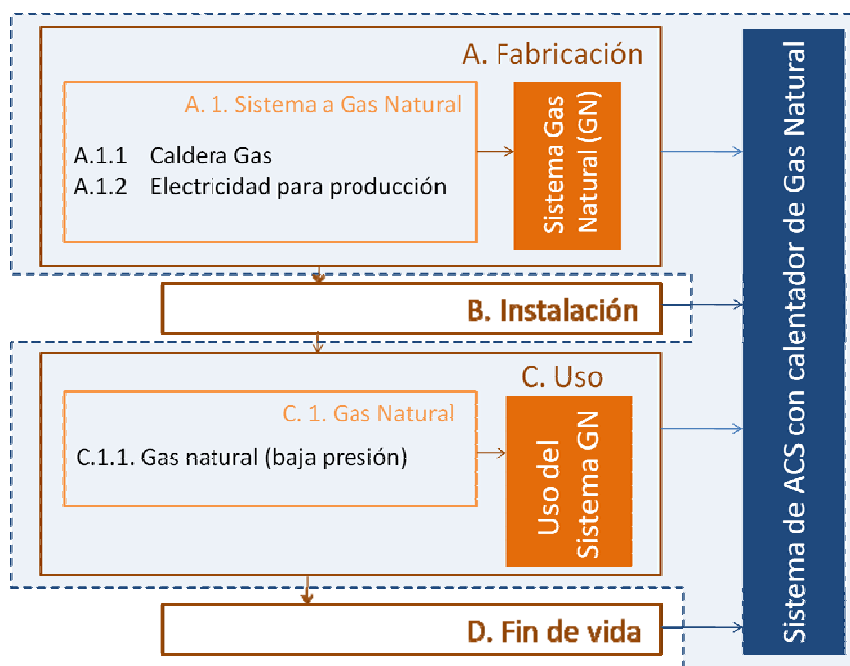 A. Fabricación
A. 1. Sistema a Gas Natural
A.1.1 Caldera Gas
A.1.2 Electricidad para producción
Sistema Gas
Natural (GN)
B. Instalación
C. Uso
C. 1. Gas Natural
C.1.1. Gas natural (baja presión)
Uso del
Sistema GN
D. Fin de vida
Sistema de ACS con calentador de Gas Natural